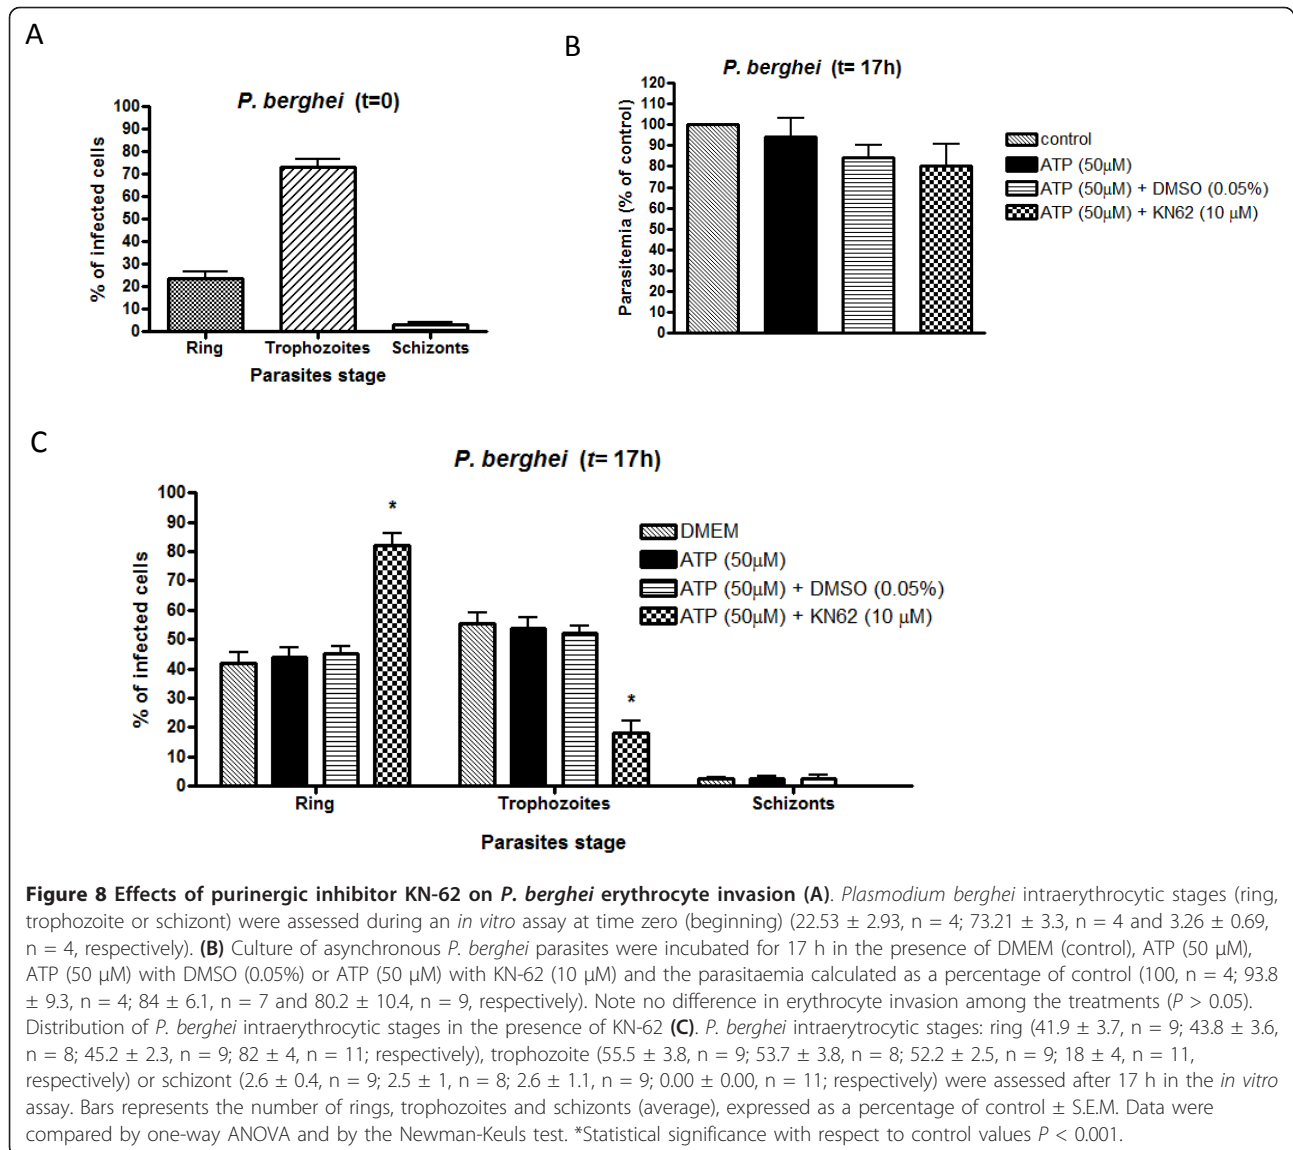 A
P. berghei (t=0)
% of infected cells
100
90
80
70
60
50
40
30
20
10
0
Ring
Trophozoites
Schizonts
Parasites stage
B
P. berghei (t= 17h)
Parasitemia (% of control)
120
110
100
90
80
70
60
50
40
30
20
10
0
control
ATP (50µM)
ATP (50µM) + DMSO (0.05%)
ATP (50µM) + KN62 (10 µM)
C
P. berghei (t= 17h)
% of infected cells
100
90
80
70
60
50
40
30
20
10
0
*
*
DMEM
ATP (50µM)
ATP (50µM) + DMSO (0.05%)
ATP (50µM) + KN62 (10 µM)
Ring
Trophozoites
Schizonts
Parasites stage
Figure 8 Effects of purinergic inhibitor KN-62 on P. berghei erythrocyte invasion (A). Plasmodium berghei intraerythrocytic stages (ring,
trophozoite or schizont) were assessed during an in vitro assay at time zero (beginning) (22.53 ± 2.93, n = 4; 73.21 ± 3.3, n = 4 and 3.26 ± 0.69,
n = 4, respectively). (B) Culture of asynchronous P. berghei parasites were incubated for 17 h in the presence of DMEM (control), ATP (50 µM),
ATP (50 µM) with DMSO (0.05%) or ATP (50 µM) with KN-62 (10 µM) and the parasitaemia calculated as a percentage of control (100, n = 4; 93.8
± 9.3, n = 4; 84 ± 6.1, n = 7 and 80.2 ± 10.4, n = 9, respectively). Note no difference in erythrocyte invasion among the treatments (P > 0.05).
Distribution of P. berghei intraerythrocytic stages in the presence of KN-62 (C). P. berghei intraerytrocytic stages: ring (41.9 ± 3.7, n = 9; 43.8 ± 3.6,
n = 8; 45.2 ± 2.3, n = 9; 82 ± 4, n = 11; respectively), trophozoite (55.5 ± 3.8, n = 9; 53.7 ± 3.8, n = 8; 52.2 ± 2.5, n = 9; 18 ± 4, n = 11,
respectively) or schizont (2.6 ± 0.4, n = 9; 2.5 ± 1, n = 8; 2.6 ± 1.1, n = 9; 0.00 ± 0.00, n = 11; respectively) were assessed after 17 h in the in vitro
assay. Bars represents the number of rings, trophozoites and schizonts (average), expressed as a percentage of control ± S.E.M. Data were
compared by one-way ANOVA and by the Newman-Keuls test. *Statistical significance with respect to control values P < 0.001.